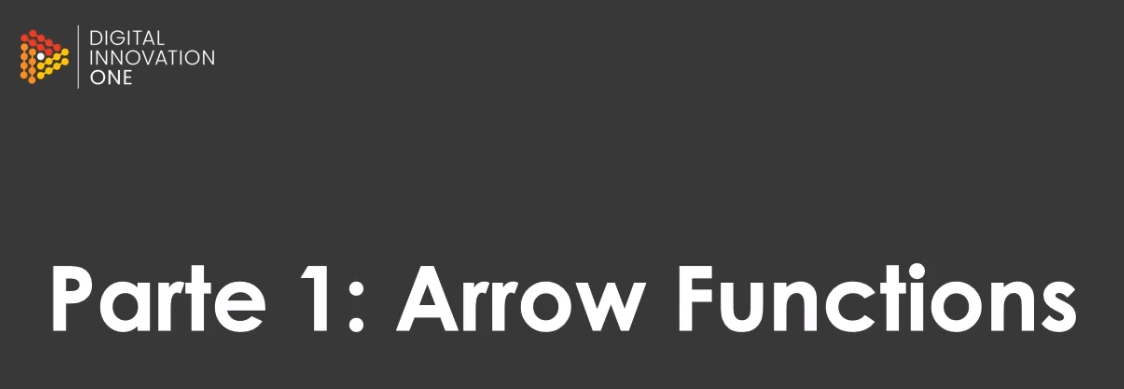 DIGITAL
INNOVATION
ONE
Parte 1: Arrow Functions